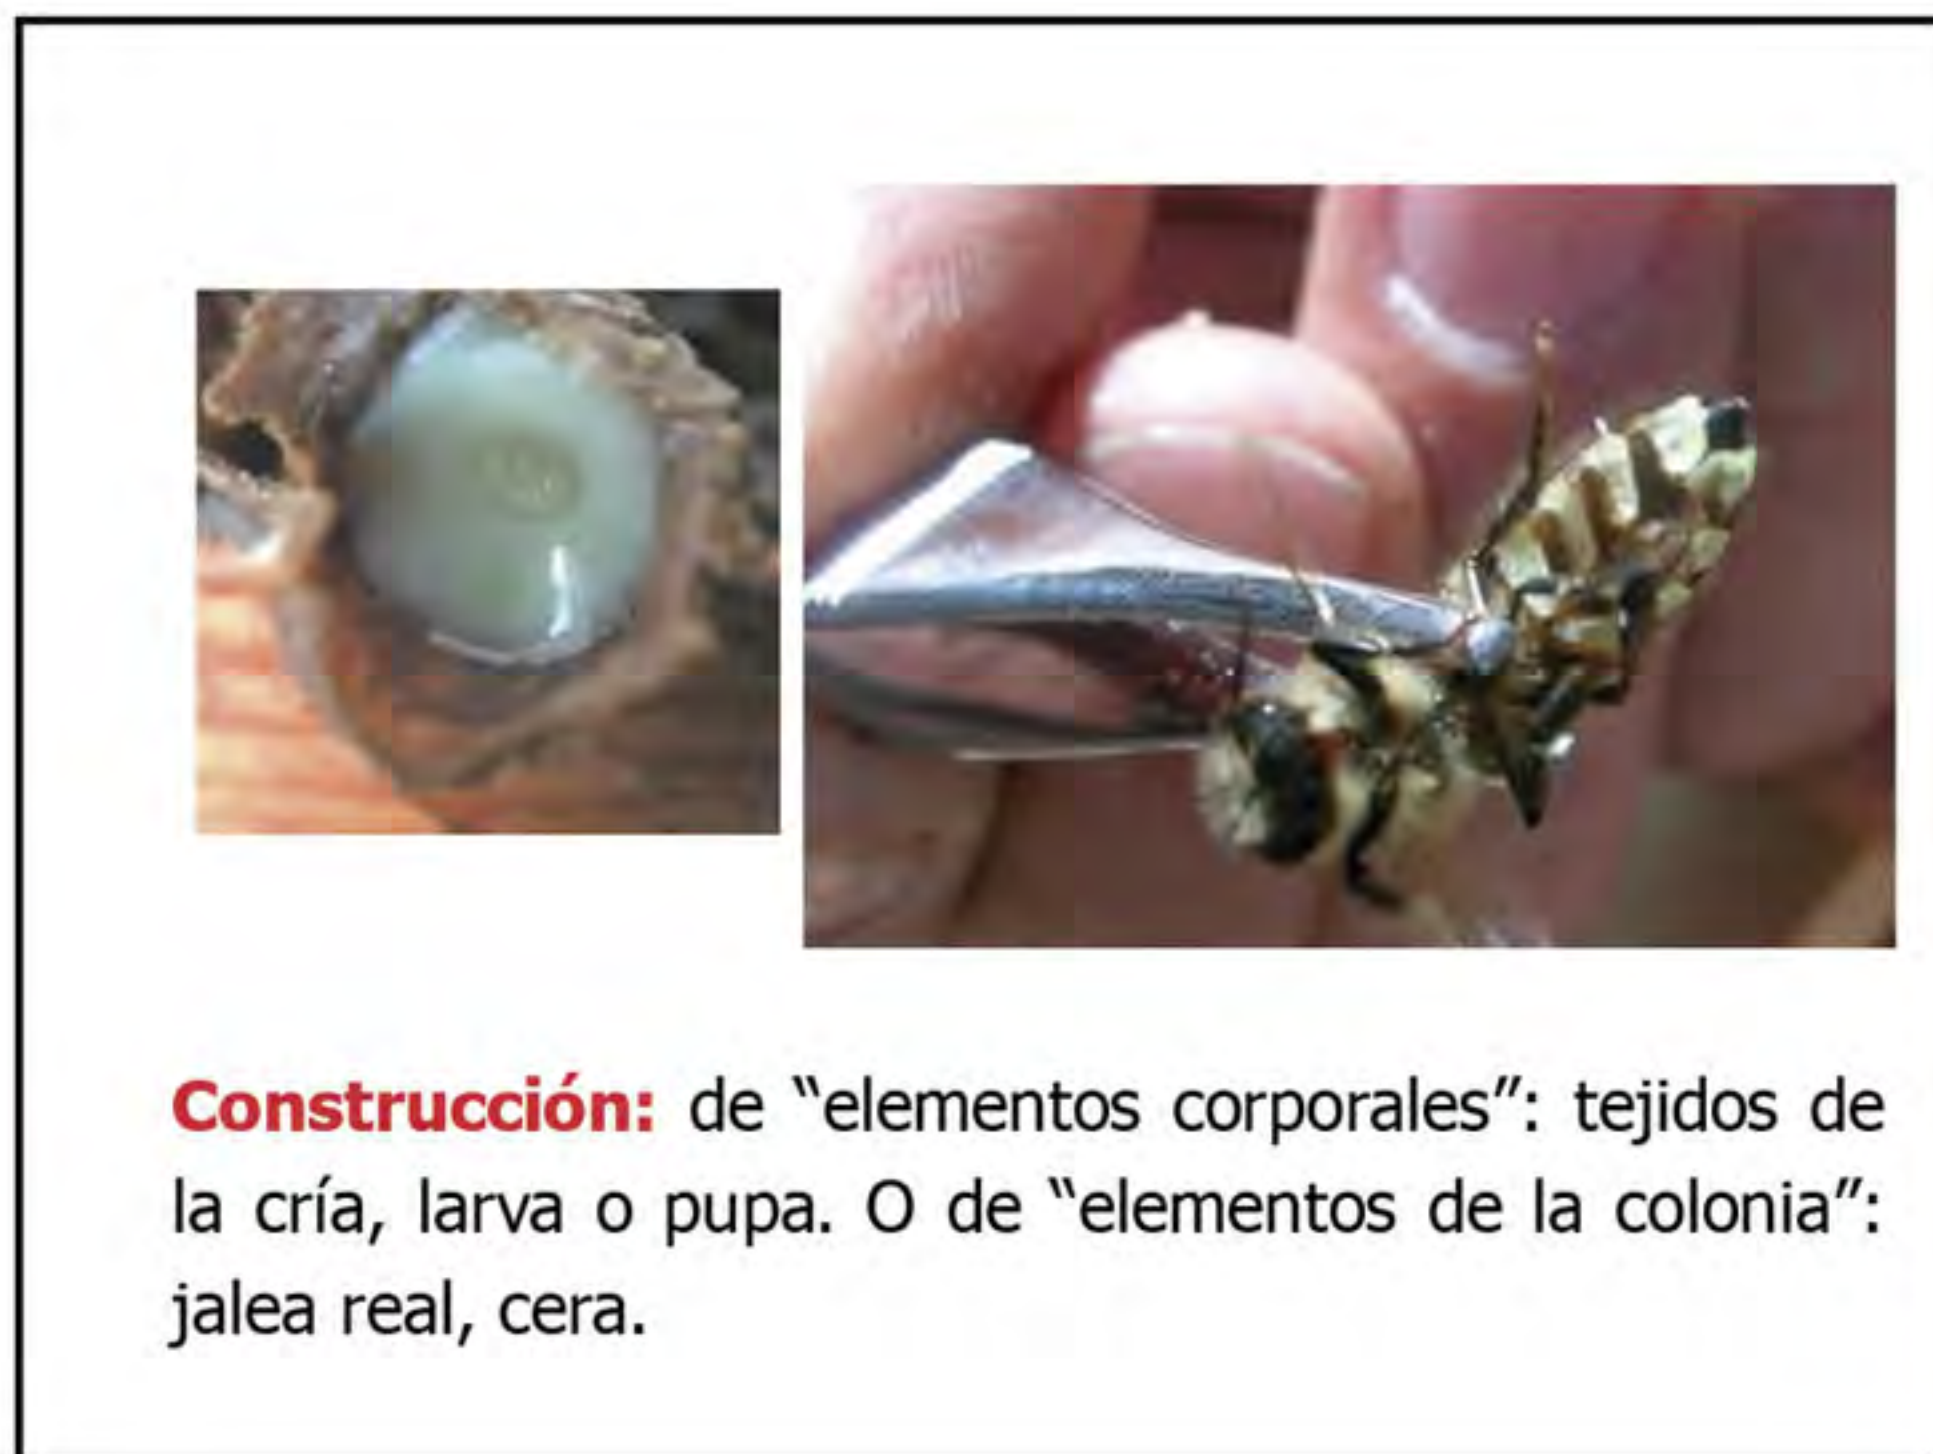 Construcción: de “elementos corporales”: tejidos de
la cría, larva o pupa. O de “elementos de la colonia”:
jalea real, cera.